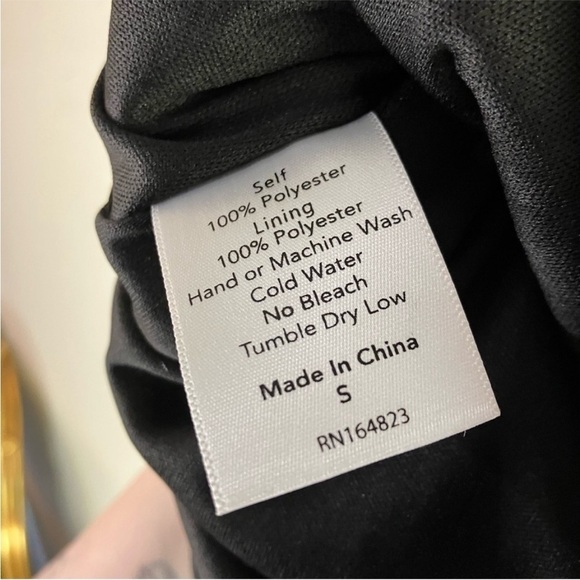 Self
100% Polyester
Lining
100% Polyester
Hand or Machine Wash
Cold Water
No Bleach
Tumble Dry Low
Made In China
S
RN164823